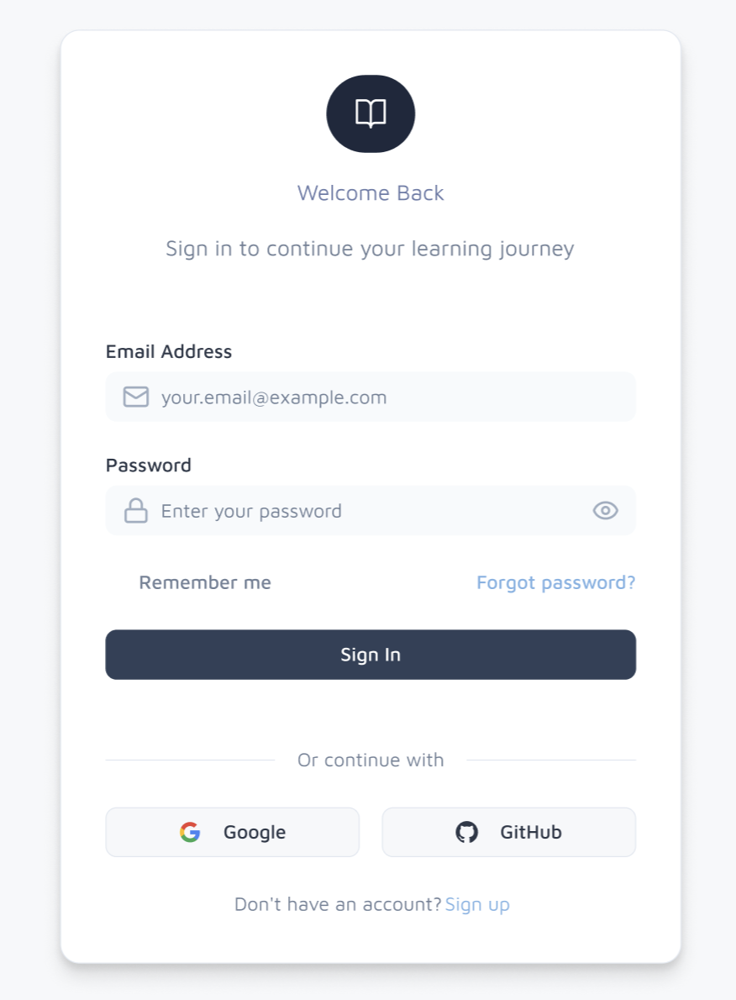 Welcome Back
Sign in to continue your learning journey
Email Address
your.email@example.com
Password
Enter your password
Remember me
Forgot password?
Sign In
Or continue with
Google
GitHub
Don't have an account? Sign up